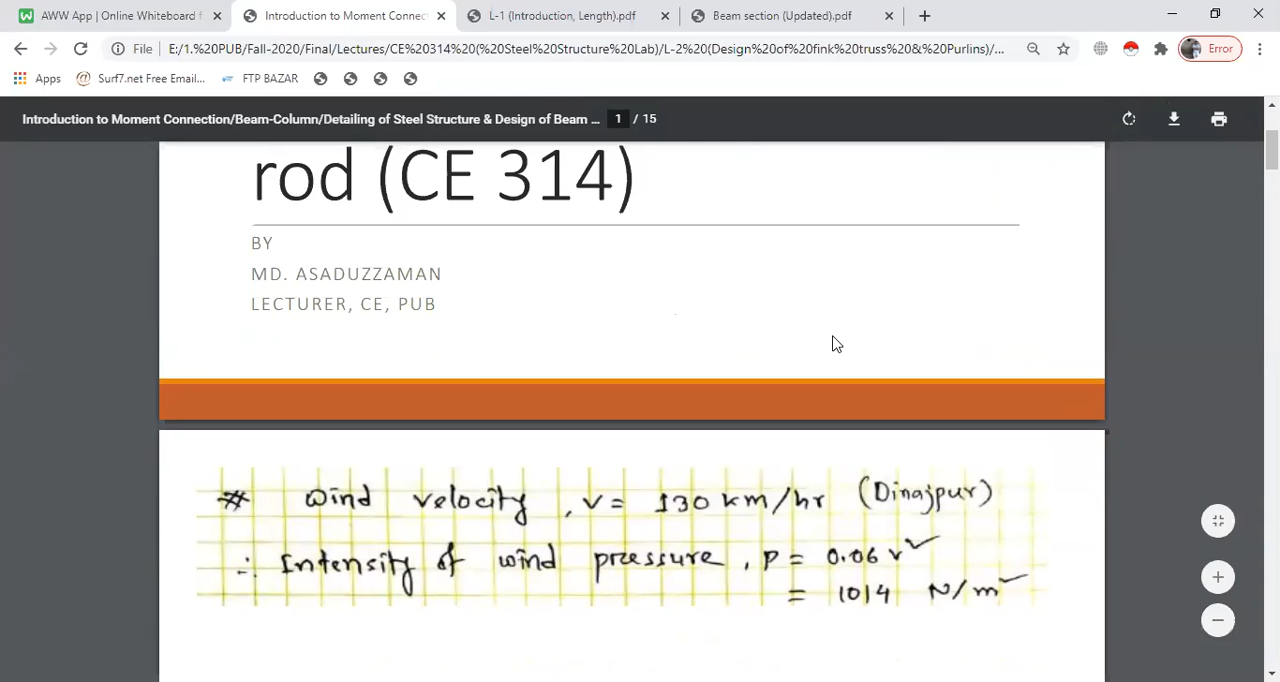 AWW App | Online Whiteboard f
Introduction to Moment Connec
L-1 (Introduction, Length).pdf
Beam section (Updated).pdf
File
E:/1.%20PUB/Fall-2020/Final/Lectures/CE%20314%20(%20Steel%20Structure%20Lab)/L-2%20(Design%20of%20fink%20truss%20&%20Purlins)/...
Error
Apps
Surf7.net Free Email...
FTP BAZAR
Introduction to Moment Connection/Beam-Column/Detailing of Steel Structure & Design of Beam ...
1 / 15
rod (CE 314)
BY
MD. ASADUZZAMAN
LECTURER, CE, PUB
# Wind velocity, v = 130 km/hr (Dinajpur)
∴ Intensity of wind pressure, P = 0.06 v²
= 1014 N/m²